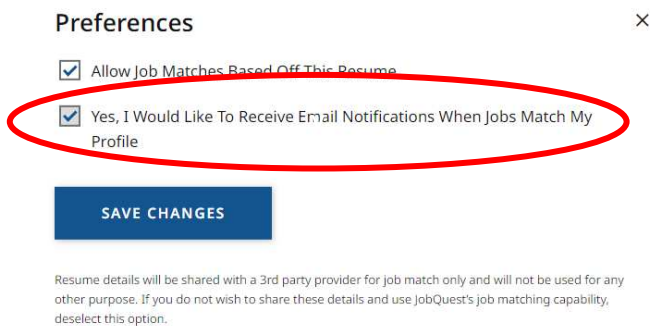 Preferences
Allow Job Matches Based Off This Resume
Yes, I Would Like To Receive Email Notifications When Jobs Match My
Profile
SAVE CHANGES
Resume details will be shared with a 3rd party provider for job match only and will not be used for any
other purpose. If you do not wish to share these details and use JobQuest's job matching capability,
deselect this option.